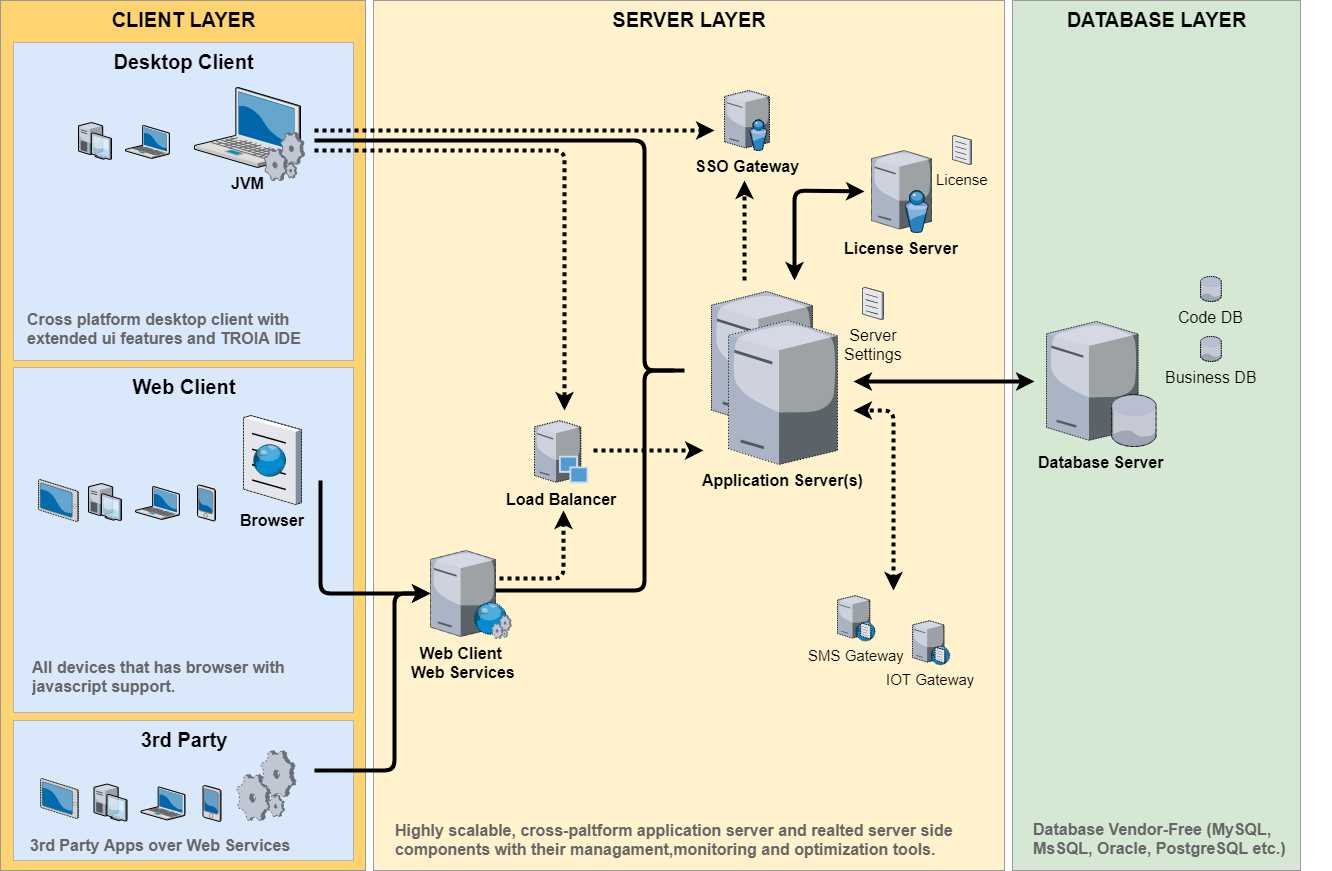 CLIENT LAYER
Desktop Client
JVM
Cross platform desktop client with
extended ui features and TROIA IDE
Web Client
Browser
All devices that has browser with
javascript support.
3rd Party
3rd Party Apps over Web Services
SERVER LAYER
SSO Gateway
License
License Server
Server
Settings
Application Server(s)
Load Balancer
Web Client
Web Services
SMS Gateway
IOT Gateway
Highly scalable, cross-paltform application server and realted server side
components with their managament,monitoring and optimization tools.
DATABASE LAYER
Code DB
Business DB
Database Server
Database Vendor-Free (MySQL,
MsSQL, Oracle, PostgreSQL etc.)